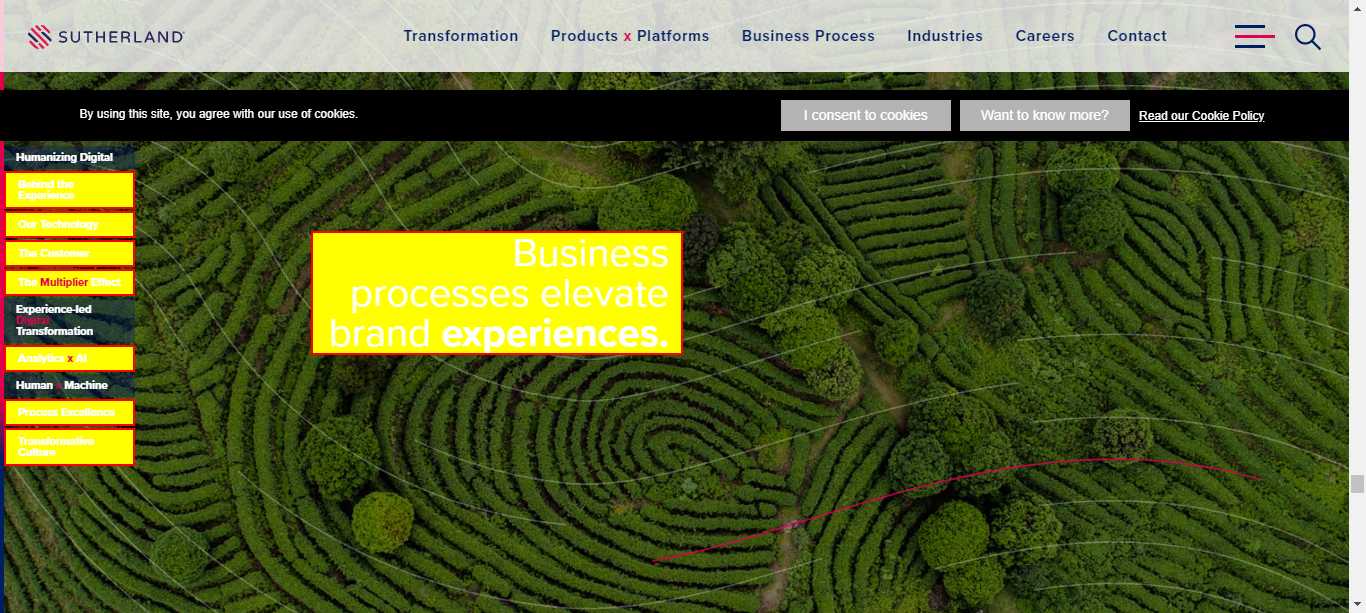 SUTHERLAND
Transformation
Products x Platforms
Business Process
Industries
Careers
Contact
By using this site, you agree with our use of cookies.
I consent to cookies
Want to know more?
Read our Cookie Policy
Humanizing Digital
Behind the
Experience
Our Technology
The Customer
The Multiplier Effect
Experience-led
Digital
Transformation
Analytics x AI
Human x Machine
Process Excellence
Transformative
Culture
Business
processes elevate
brand experiences.